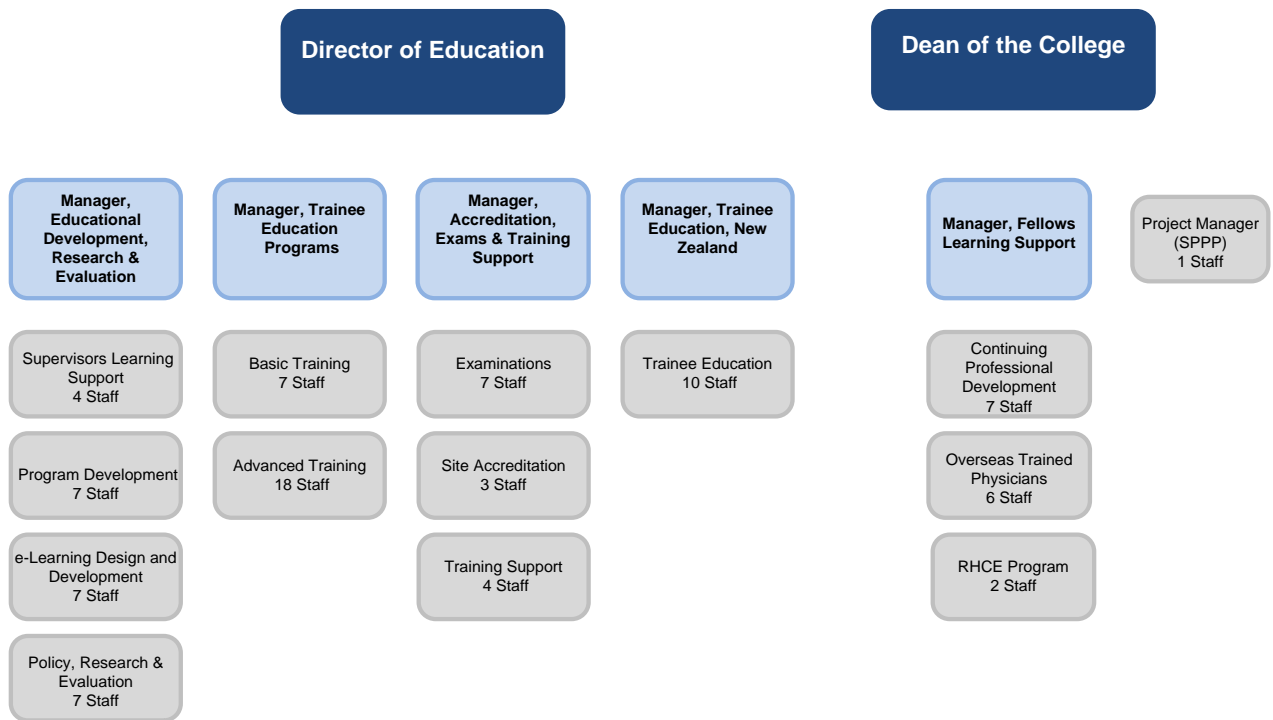 Director of Education
Dean of the College
Manager,
Educational
Development,
Research &
Evaluation
Manager, Trainee
Education
Programs
Manager,
Accreditation,
Exams & Training
Support
Manager, Trainee
Education, New
Zealand
Manager, Fellows
Learning Support
Project Manager
(SPPP)
1 Staff
Supervisors Learning
Support
4 Staff
Basic Training
7 Staff
Examinations
7 Staff
Trainee Education
10 Staff
Continuing
Professional
Development
7 Staff
Program Development
7 Staff
Advanced Training
18 Staff
Site Accreditation
3 Staff
Overseas Trained
Physicians
6 Staff
e-Learning Design and
Development
7 Staff
Training Support
4 Staff
RHCE Program
2 Staff
Policy, Research &
Evaluation
7 Staff